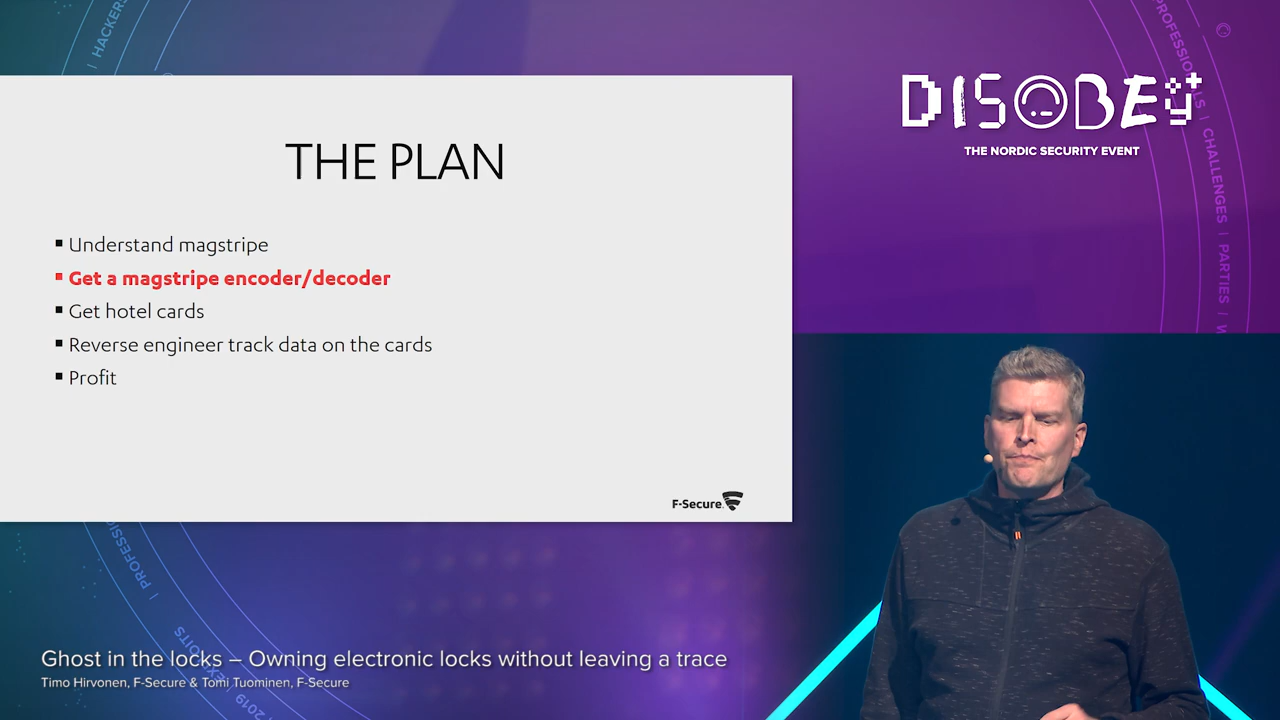 HACKERS
PROFESSIONALS | CHALLENGES | PARTIES |
DISOBEY
THE NORDIC SECURITY EVENT
THE PLAN
▪ Understand magstripe
▪ Get a magstripe encoder/decoder
▪ Get hotel cards
▪ Reverse engineer track data on the cards
▪ Profit
F-Secure.
Ghost in the locks – Owning electronic locks without leaving a trace
Timo Hirvonen, F-Secure & Tomi Tuominen, F-Secure
2019